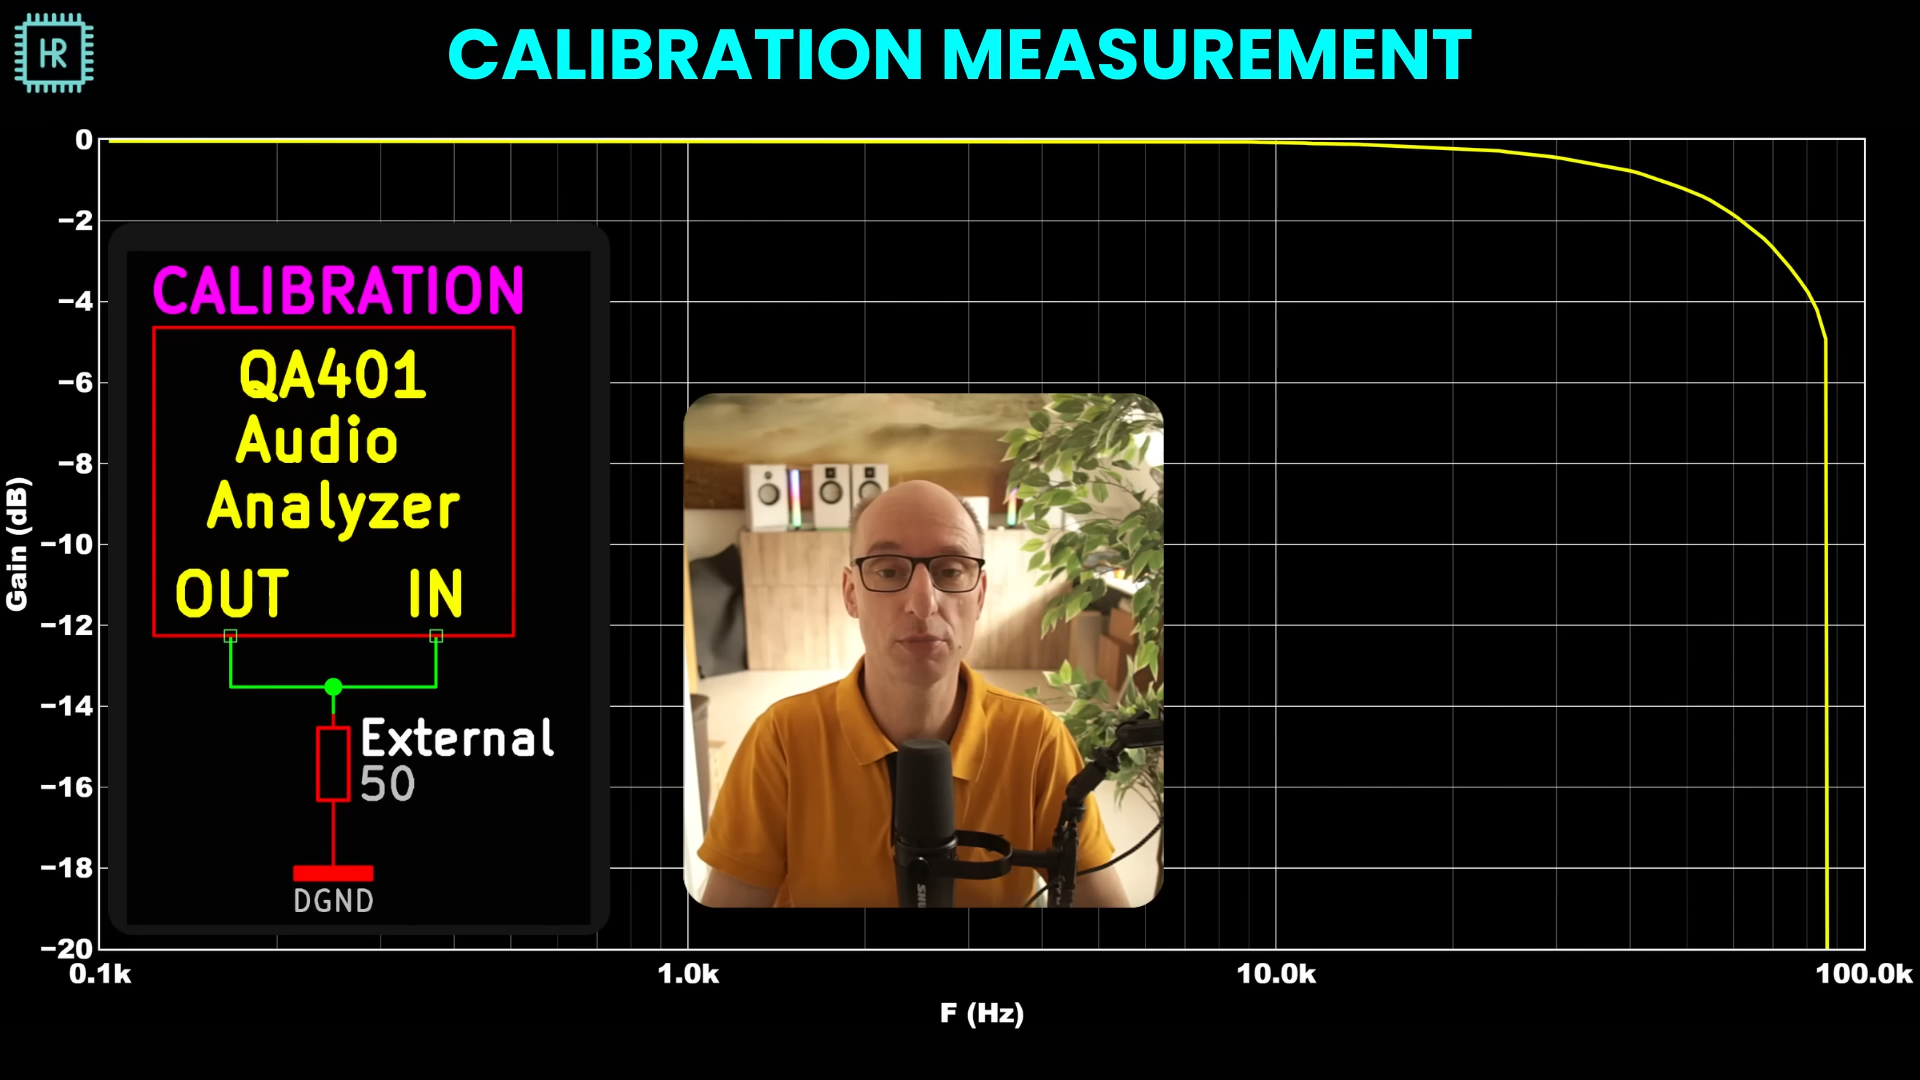 HR
CALIBRATION MEASUREMENT
0
−2
−4
−6
−8
−10
−12
−14
−16
−18
−20
Gain (dB)
CALIBRATION
QA401
Audio
Analyzer
OUT IN
External
50
DGND
0.1k 1.0k 10.0k 100.0k
F (Hz)